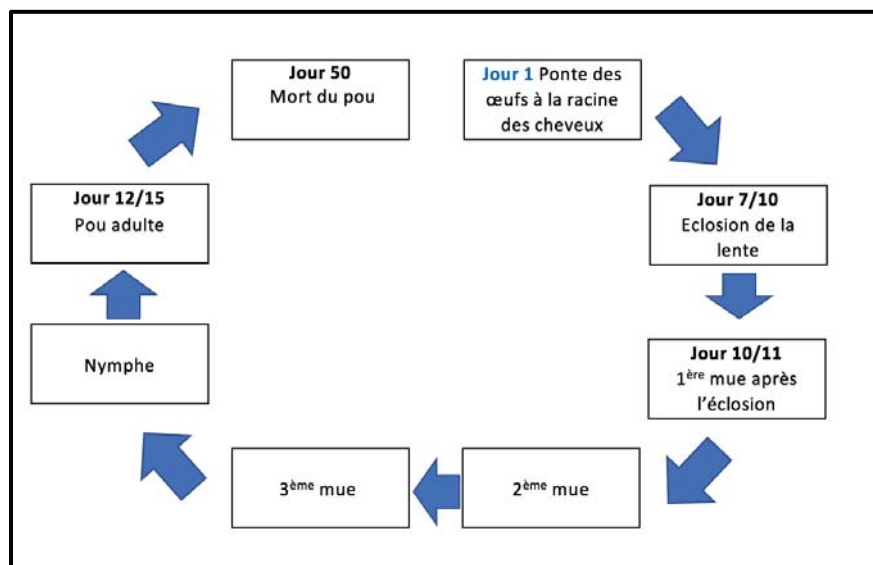 Jour 50
Mort du pou
Jour 1 Ponte des
œufs à la racine
des cheveux
Jour 7/10
Eclosion de la
lente
Jour 10/11
1ère mue après
l'éclosion
2ème mue
3ème mue
Nymphe
Jour 12/15
Pou adulte